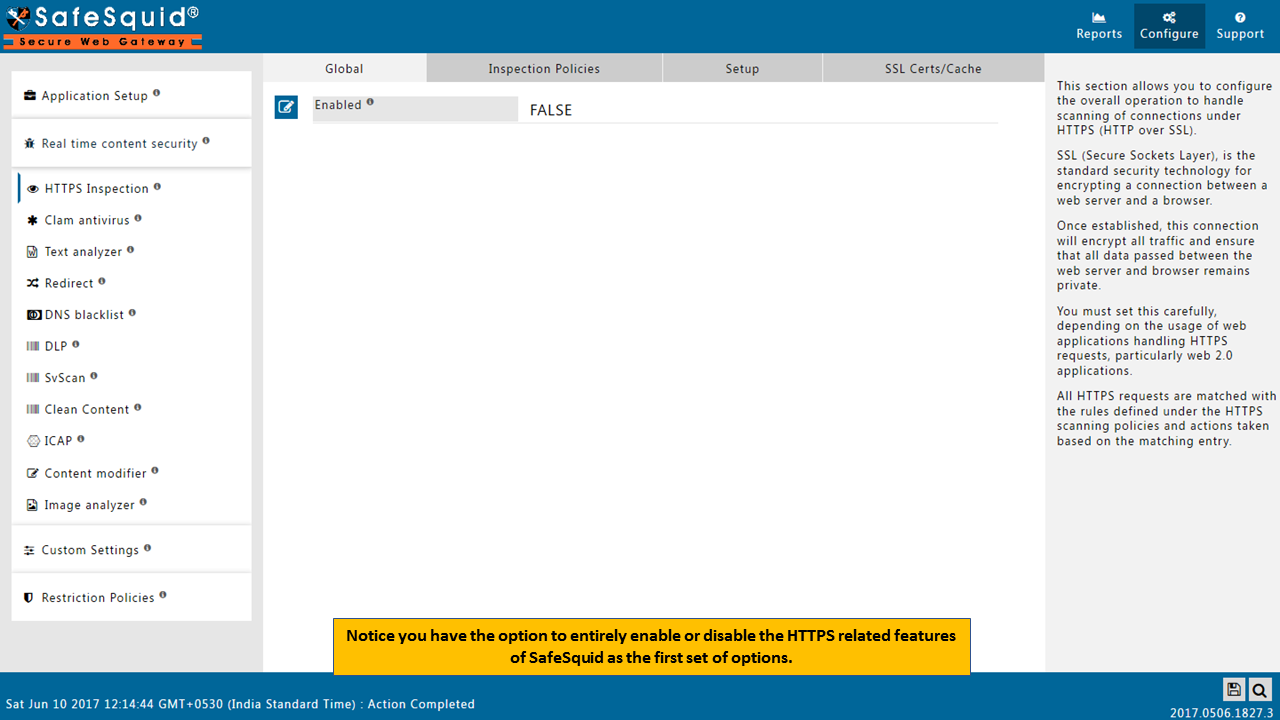 SafeSquid®
Secure Web Gateway
Reports
Configure
Support
Application Setup
Real time content security
HTTPS Inspection
Clam antivirus
Text analyzer
Redirect
DNS blacklist
DLP
SvScan
Clean Content
ICAP
Content modifier
Image analyzer
Custom Settings
Restriction Policies
Global
Inspection Policies
Setup
SSL Certs/Cache
Enabled
FALSE
This section allows you to configure
the overall operation to handle
scanning of connections under
HTTPS (HTTP over SSL).
SSL (Secure Sockets Layer), is the
standard security technology for
encrypting a connection between a
web server and a browser.
Once established, this connection
will encrypt all traffic and ensure
that all data passed between the
web server and browser remains
private.
You must set this carefully,
depending on the usage of web
applications handling HTTPS
requests, particularly web 2.0
applications.
All HTTPS requests are matched with
the rules defined under the HTTPS
scanning policies and actions taken
based on the matching entry.
Notice you have the option to entirely enable or disable the HTTPS related features
of SafeSquid as the first set of options.
Sat Jun 10 2017 12:14:44 GMT+0530 (India Standard Time) : Action Completed
2017.0506.1827.3